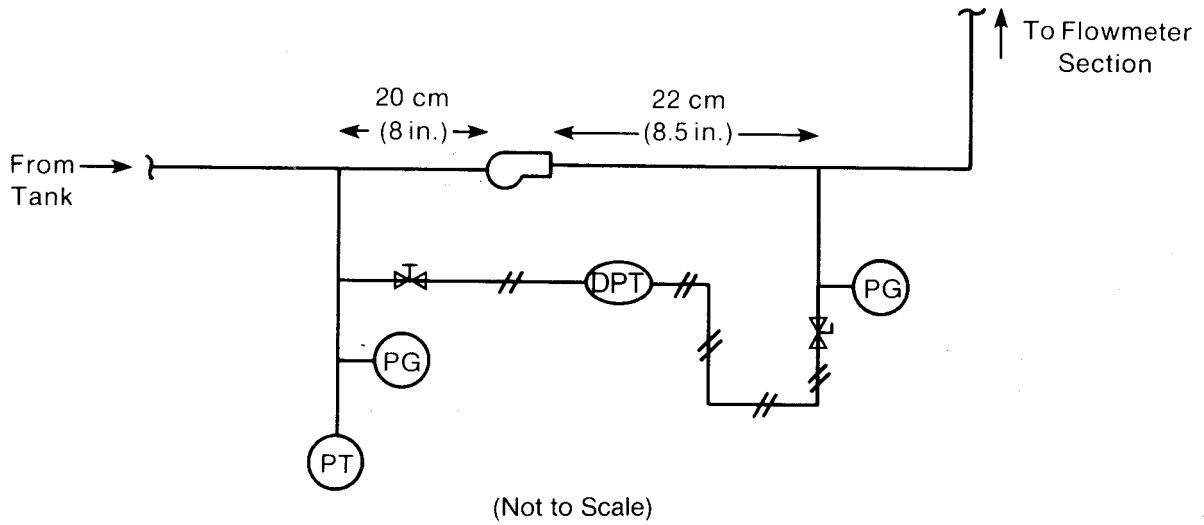 To Flowmeter
Section
20 cm
(8 in.)
22 cm
(8.5 in.)
From
Tank
DPT
PG
PG
PT
(Not to Scale)